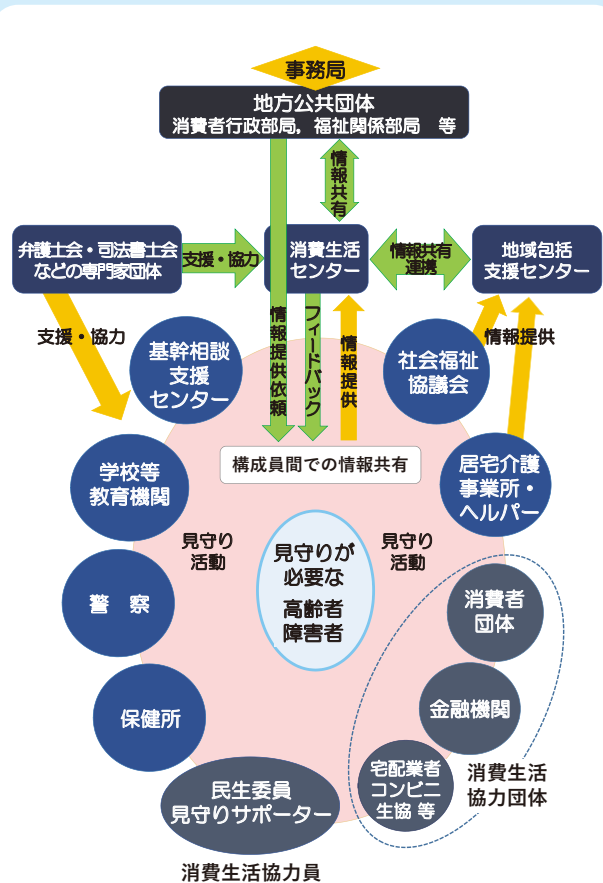 事務局
地方公共団体
消費者行政部局，福祉関係部局　等
情報共有
弁護士会・司法書士会
などの専門家団体
支援・協力
消費生活
センター
情報共有
連携
地域包括
支援センター
支援・協力
情報提供依頼
フィードバック
情報提供
情報提供
基幹相談
支援
センター
社会福祉
協議会
構成員間での情報共有
学校等
教育機関
居宅介護
事業所・
ヘルパー
見守り
活動
見守りが
必要な
高齢者
障害者
見守り
活動
警　察
消費者
団体
保健所
金融機関
民生委員
見守りサポーター
宅配業者
コンビニ
生協 等
消費生活
協力団体
消費生活協力員